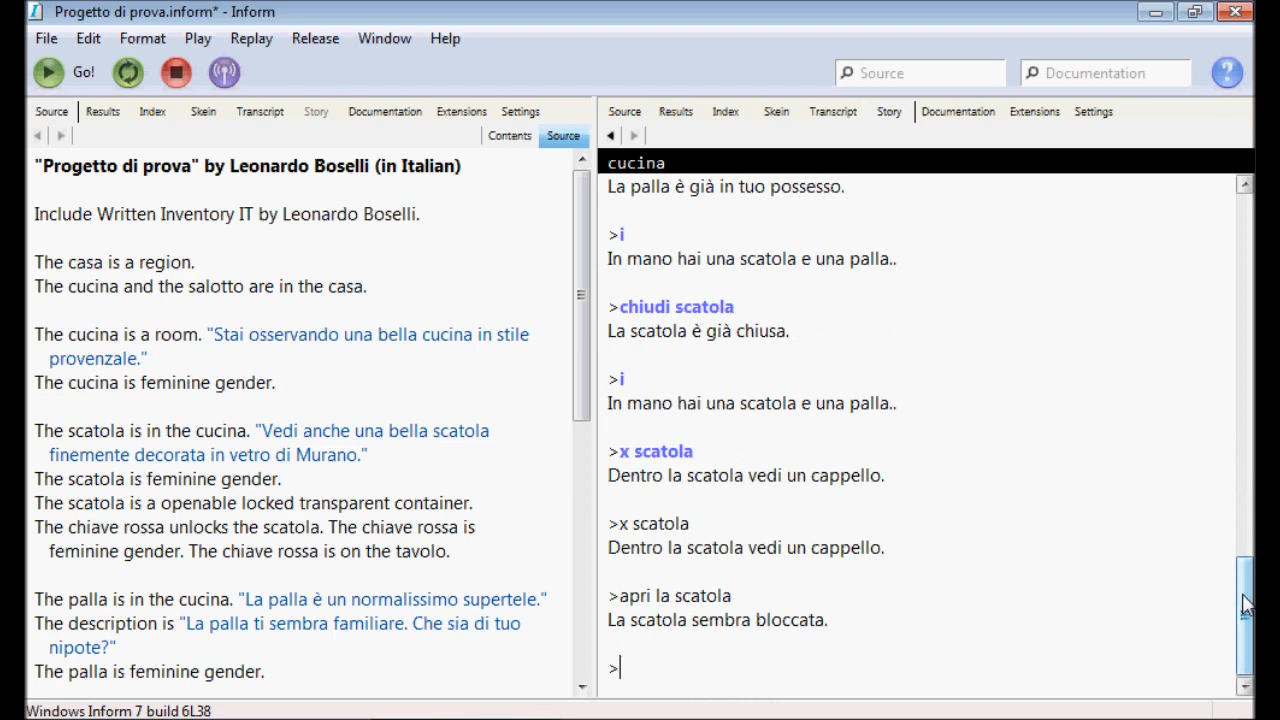 Progetto di prova.inform* - Inform
File Edit Format Play Replay Release Window Help
Go!
Source
Documentation
Source Results Index Skein Transcript Story Documentation Extensions Settings
Contents Source
"Progetto di prova" by Leonardo Boselli (in Italian)
Include Written Inventory IT by Leonardo Boselli.
The casa is a region.
The cucina and the salotto are in the casa.
The cucina is a room. "Stai osservando una bella cucina in stile
provenzale."
The cucina is feminine gender.
The scatola is in the cucina. "Vedi anche una bella scatola
finemente decorata in vetro di Murano."
The scatola is feminine gender.
The scatola is a openable locked transparent container.
The chiave rossa unlocks the scatola. The chiave rossa is
feminine gender. The chiave rossa is on the tavolo.
The palla is in the cucina. "La palla è un normalissimo supertele."
The description is "La palla ti sembra familiare. Che sia di tuo
nipote?"
The palla is feminine gender.
Source Results Index Skein Transcript Story Documentation Extensions Settings
cucina
La palla è già in tuo possesso.
>i
In mano hai una scatola e una palla..
>chiudi scatola
La scatola è già chiusa.
>i
In mano hai una scatola e una palla..
>x scatola
Dentro la scatola vedi un cappello.
>x scatola
Dentro la scatola vedi un cappello.
>apri la scatola
La scatola sembra bloccata.
>
Windows Inform 7 build 6L38